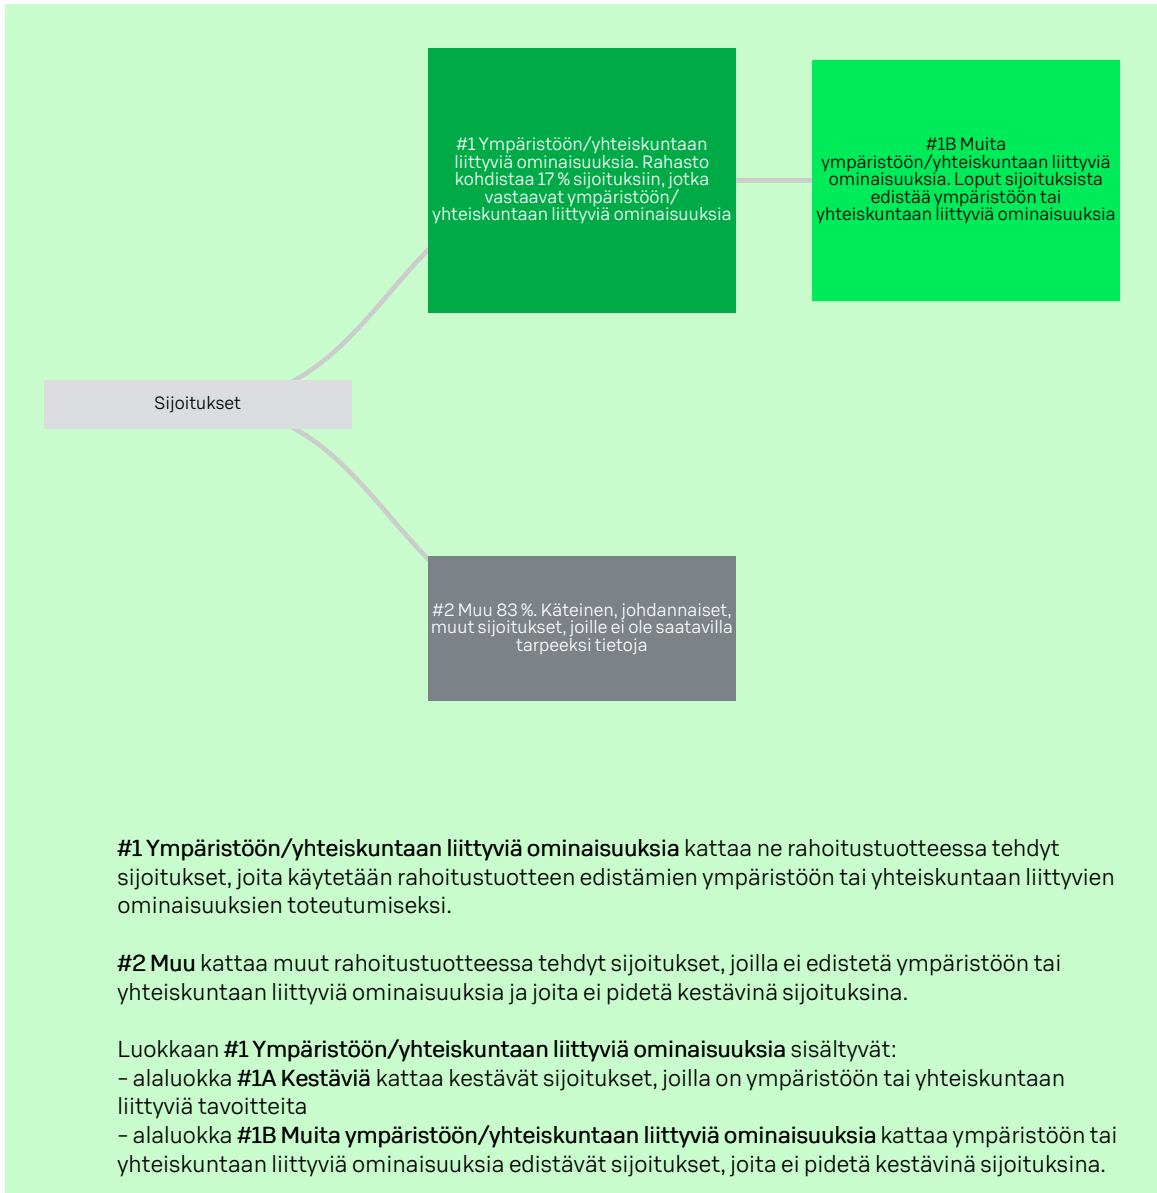 #1 Ympäristöön/yhteiskuntaan
liittyviä ominaisuuksia. Rahasto
kohdistaa 17 % sijoituksiin, jotka
vastaavat ympäristöön/
yhteiskuntaan liittyviä ominaisuuksia
#1B Muita
ympäristöön/yhteiskuntaan liittyviä
ominaisuuksia. Loput sijoituksista
edistää ympäristöön tai
yhteiskuntaan liittyviä ominaisuuksia
Sijoitukset
#2 Muu 83 %. Käteinen, johdannaiset,
muut sijoitukset, joille ei ole saatavilla
tarpeeksi tietoja
#1 Ympäristöön/yhteiskuntaan liittyviä ominaisuuksia kattaa ne rahoitustuotteessa tehdyt
sijoitukset, joita käytetään rahoitustuotteen edistämien ympäristöön tai yhteiskuntaan liittyvien
ominaisuuksien toteutumiseksi.
#2 Muu kattaa muut rahoitustuotteessa tehdyt sijoitukset, joilla ei edistetä ympäristöön tai
yhteiskuntaan liittyviä ominaisuuksia ja joita ei pidetä kestävinä sijoituksina.
Luokkaan #1 Ympäristöön/yhteiskuntaan liittyviä ominaisuuksia sisältyvät:
- alaluokka #1A Kestäviä kattaa kestävät sijoitukset, joilla on ympäristöön tai yhteiskuntaan
liittyviä tavoitteita
- alaluokka #1B Muita ympäristöön/yhteiskuntaan liittyviä ominaisuuksia kattaa ympäristöön tai
yhteiskuntaan liittyviä ominaisuuksia edistävät sijoitukset, joita ei pidetä kestävinä sijoituksina.